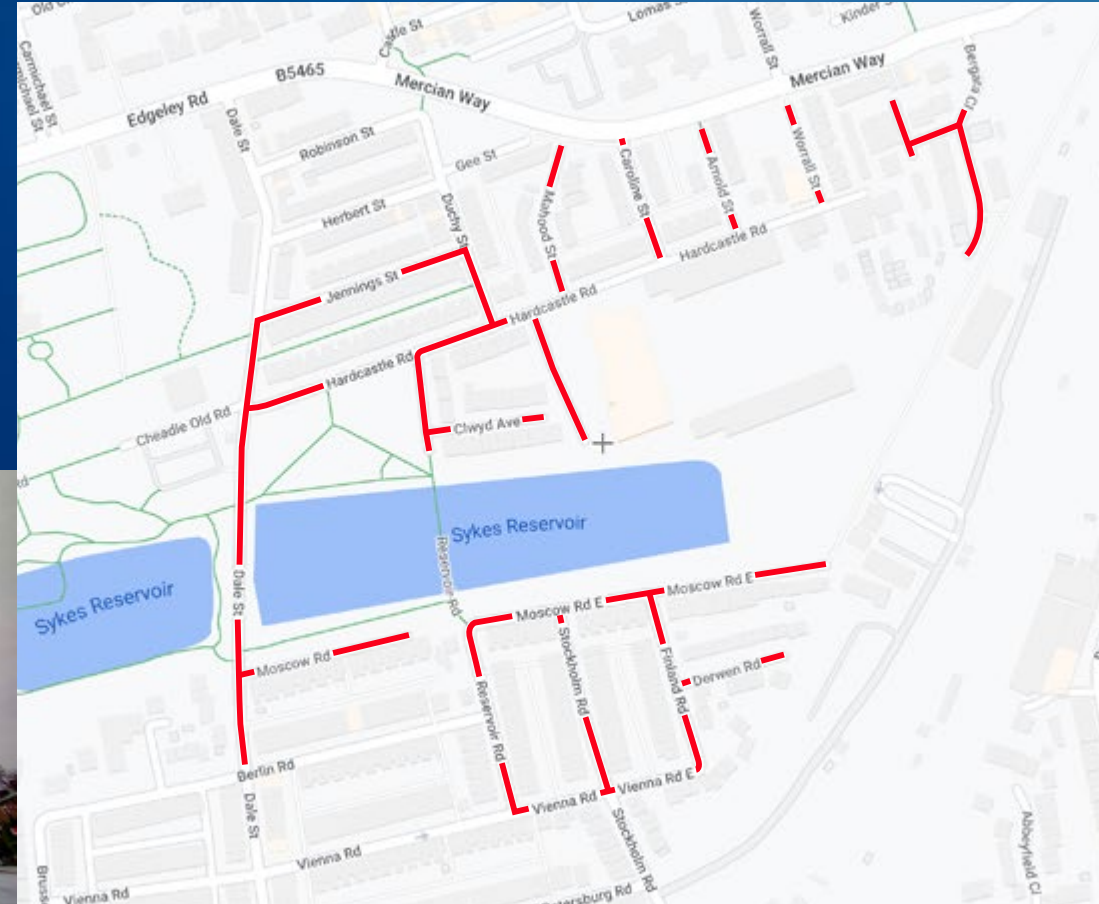 Carmichael St
Castle St
Lomas
Worrall St
Kinder
B5465
Edgeley Rd
Mercian Way
Mercian Way
Bergara Cl
Dale St
Robinson St
Gee St
Herbert St
Duchy St
Mahood St
Caroline St
Arnold St
Worrall St
Hardcastle Rd
Jennings St
Hardcastle Rd
Hardcastle Rd
Cheadle Old Rd
Clwyd Ave
Rd
Sykes Reservoir
Sykes Reservoir
Reservoir Rd
Dale St
Moscow Rd E
Moscow Rd E
Moscow Rd
Stockholm Rd
Finland Rd
Derwen Rd
Reservoir Rd
Berlin Rd
Vienna Rd
Vienna Rd E
Dale St
Stockholm Rd
Vienna Rd
Vienna Rd
Abbeyfield Cl